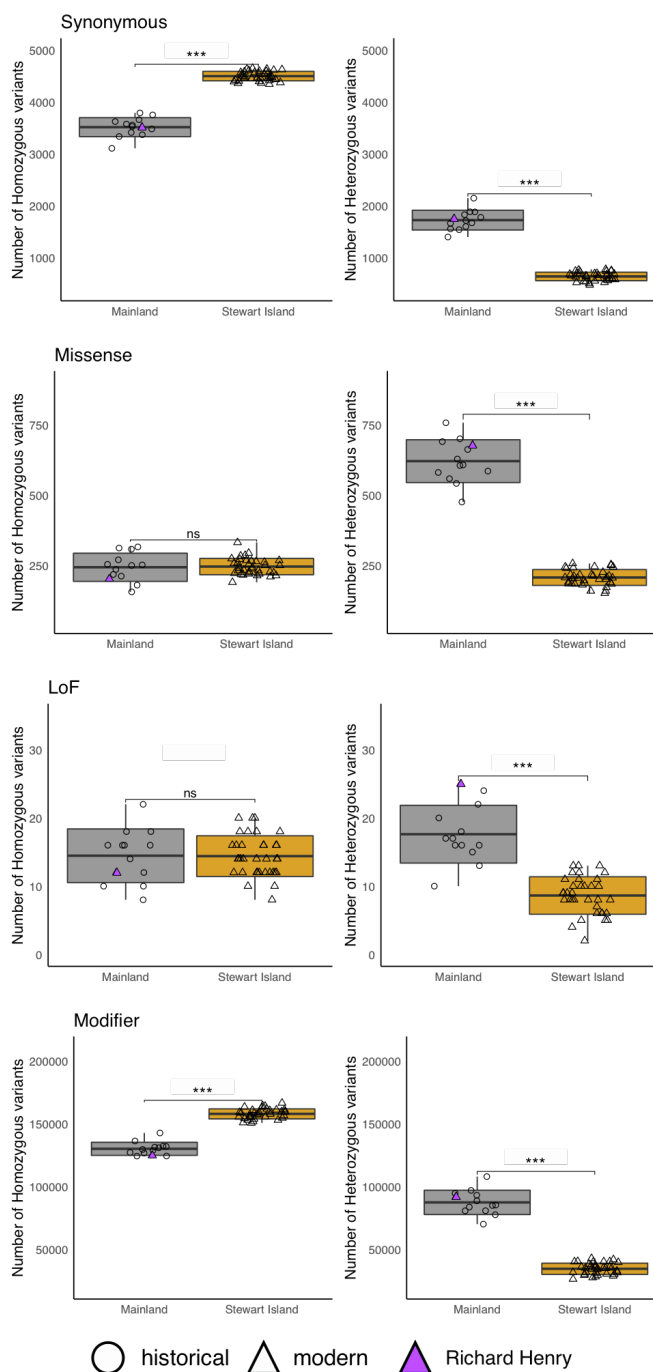 Synonymous
Number of Homozygous variants
5000
4000
3000
2000
1000
***
Mainland
Stewart Island
Number of Heterozygous variants
5000
4000
3000
2000
1000
***
Mainland
Stewart Island
Missense
Number of Homozygous variants
750
500
250
ns
Mainland
Stewart Island
Number of Heterozygous variants
750
500
250
***
Mainland
Stewart Island
LoF
Number of Homozygous variants
30
20
10
0
ns
Mainland
Stewart Island
Number of Heterozygous variants
30
20
10
0
***
Mainland
Stewart Island
Modifier
Number of Homozygous variants
200000
150000
100000
50000
***
Mainland
Stewart Island
Number of Heterozygous variants
200000
150000
100000
50000
***
Mainland
Stewart Island
historical
modern
Richard Henry